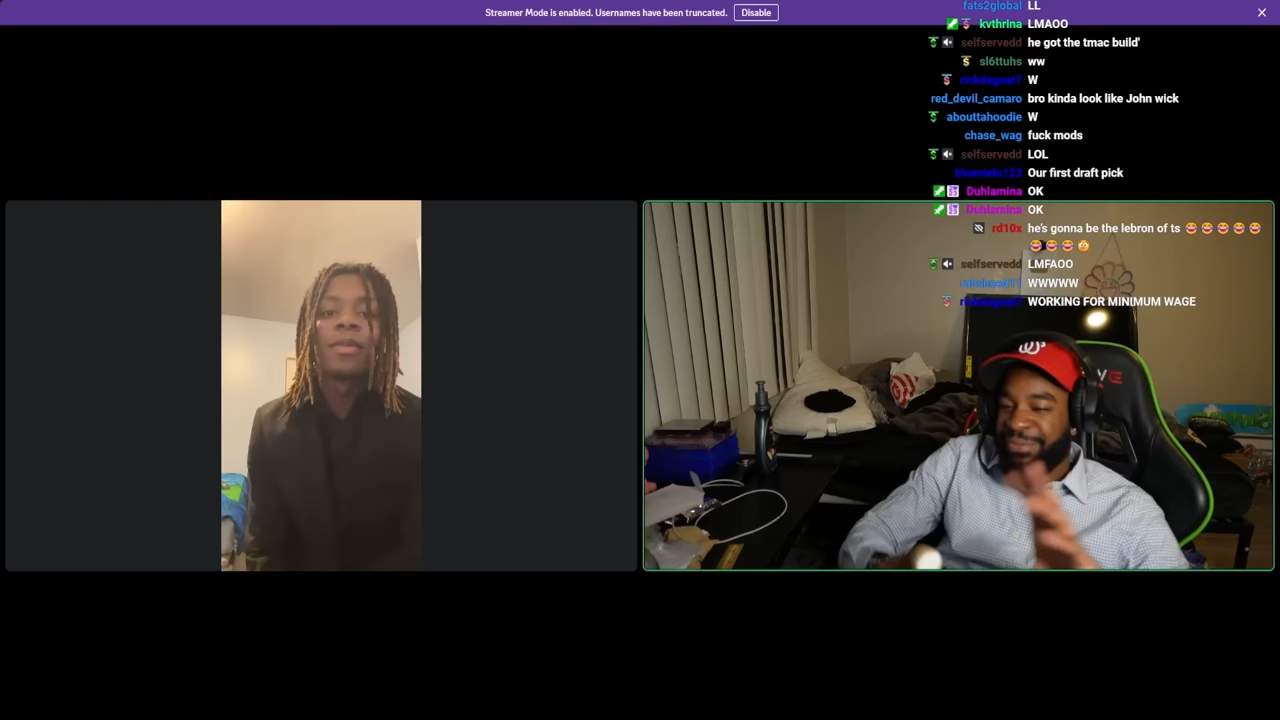 Streamer Mode is enabled. Usernames have been truncated. Disable
fats2global LL
kvthrina LMAOO
selfservedd he got the tmac build'
sl6ttuhs ww
W
red_devil_camaro bro kinda look like John wick
abouttahoodie W
chase_wag fuck mods
selfservedd LOL
Our first draft pick
Duhlamina OK
Duhlamina OK
rd10x he's gonna be the lebron of ts
selfservedd LMFAOO
WWWWW
WORKING FOR MINIMUM WAGE